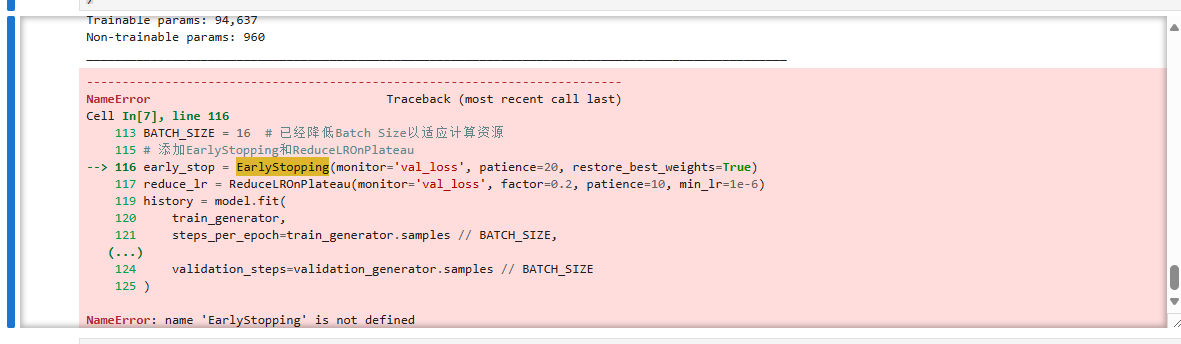 Trainable params: 94,637
Non-trainable params: 960
NameError                                 Traceback (most recent call last)
Cell In[7], line 116
    113 BATCH_SIZE = 16  # 已经降低Batch Size以适应计算资源
    115 # 添加EarlyStopping和ReduceLROnPlateau
--> 116 early_stop = EarlyStopping(monitor='val_loss', patience=20, restore_best_weights=True)
    117 reduce_lr = ReduceLROnPlateau(monitor='val_loss', factor=0.2, patience=10, min_lr=1e-6)
    119 history = model.fit(
    120     train_generator,
    121     steps_per_epoch=train_generator.samples // BATCH_SIZE,
   (...)
    124     validation_steps=validation_generator.samples // BATCH_SIZE
    125 )
NameError: name 'EarlyStopping' is not defined